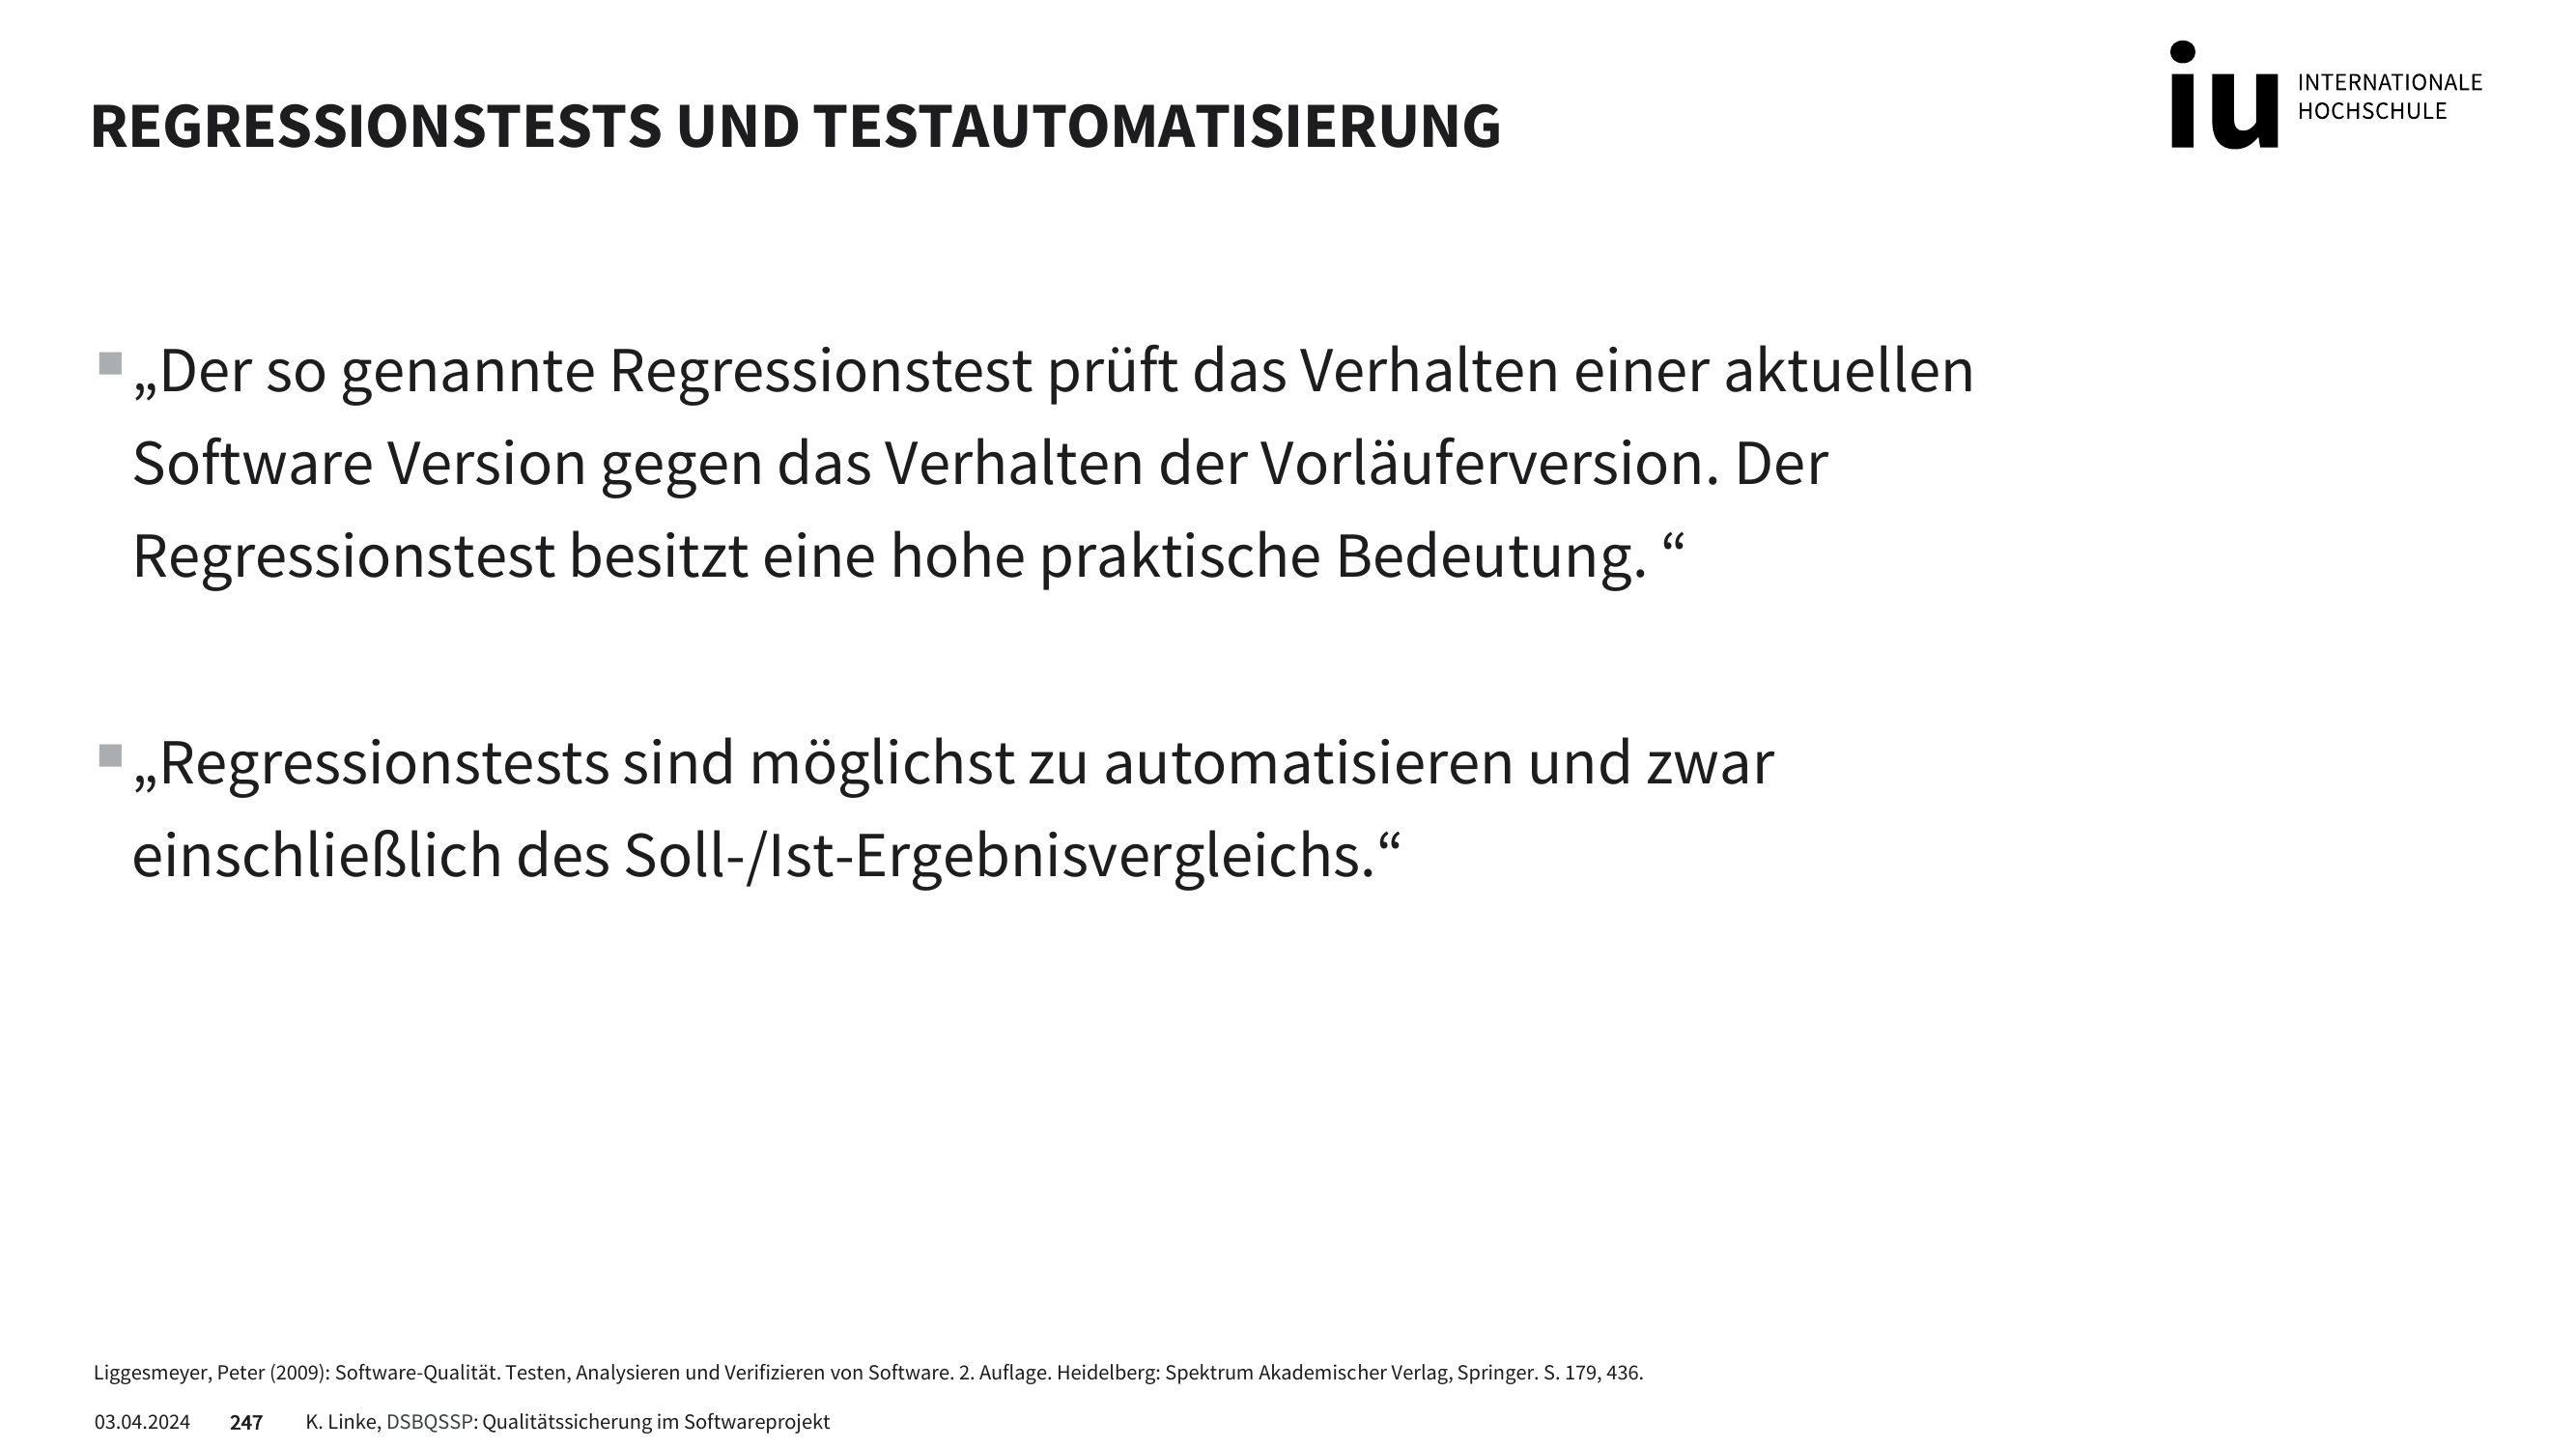 REGRESSIONSTESTS UND TESTAUTOMATISIERUNG
iu INTERNATIONALE
HOCHSCHULE
„Der so genannte Regressionstest prüft das Verhalten einer aktuellen
Software Version gegen das Verhalten der Vorläuferversion. Der
Regressionstest besitzt eine hohe praktische Bedeutung. “
„Regressionstests sind möglichst zu automatisieren und zwar
einschließlich des Soll-/Ist-Ergebnisvergleichs.“
Liggesmeyer, Peter (2009): Software-Qualität. Testen, Analysieren und Verifizieren von Software. 2. Auflage. Heidelberg: Spektrum Akademischer Verlag, Springer. S. 179, 436.
03.04.2024 247 K. Linke, DSBQSSP: Qualitätssicherung im Softwareprojekt